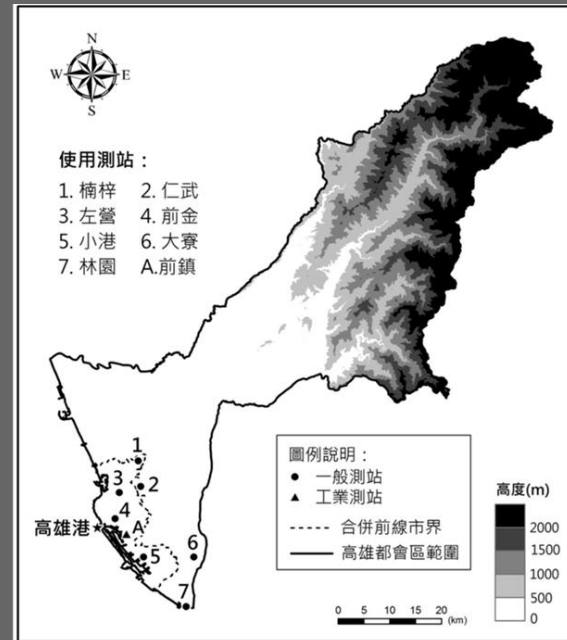 N
W E
S
使用測站：
1. 楠梓 2. 仁武
3. 左營 4. 前金
5. 小港 6. 大寮
7. 林園 A.前鎮
1
2
3
4
高雄港
A
5
6
7
圖例說明：
一般測站
工業測站
合併前線市界
高雄都會區範圍
高度(m)
2000
1500
1000
500
0
0 5 10 15 20
(km)